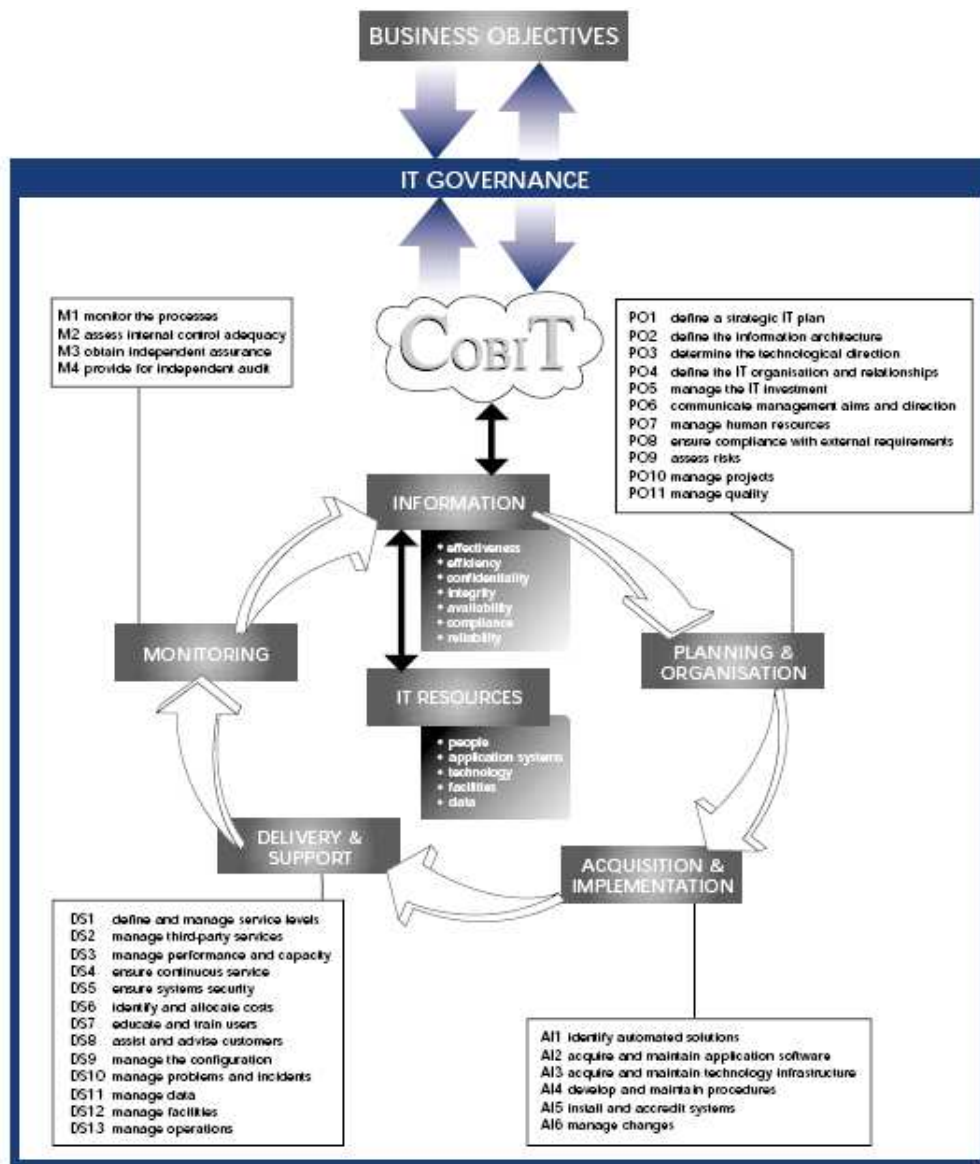 BUSINESS OBJECTIVES
IT GOVERNANCE
COBIT
M1 monitor the processes
M2 assess internal control adequacy
M3 obtain independent assurance
M4 provide for independent audit
PO1 define a strategic IT plan
PO2 define the information architecture
PO3 determine the technological direction
PO4 define the IT organisation and relationships
PO5 manage the IT investment
PO6 communicate management aims and direction
PO7 manage human resources
PO8 ensure compliance with external requirements
PO9 assess risks
PO10 manage projects
PO11 manage quality
INFORMATION
• effectiveness
• efficiency
• confidentiality
• integrity
• availability
• compliance
• reliability
MONITORING
PLANNING &
ORGANISATION
IT RESOURCES
• people
• application systems
• technology
• facilities
• data
DELIVERY &
SUPPORT
ACQUISITION &
IMPLEMENTATION
DS1 define and manage service levels
DS2 manage third-party services
DS3 manage performance and capacity
DS4 ensure continuous service
DS5 ensure systems security
DS6 identify and allocate costs
DS7 educate and train users
DS8 assist and advise customers
DS9 manage the configuration
DS10 manage problems and incidents
DS11 manage data
DS12 manage facilities
DS13 manage operations
AI1 identify automated solutions
AI2 acquire and maintain application software
AI3 acquire and maintain technology infrastructure
AI4 develop and maintain procedures
AI5 install and accredit systems
AI6 manage changes